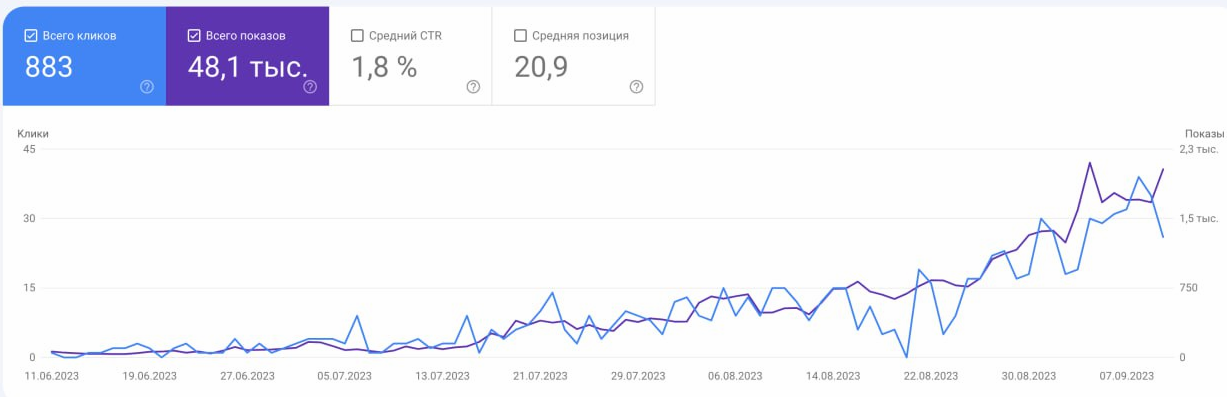 Всего кликов
883
Всего показов
48,1 тыс.
Средний CTR
1,8 %
Средняя позиция
20,9
Клики
Показы
45
2,3 тыс.
30
1,5 тыс.
15
750
0
0
11.06.2023 19.06.2023 27.06.2023 05.07.2023 13.07.2023 21.07.2023 29.07.2023 06.08.2023 14.08.2023 22.08.2023 30.08.2023 07.09.2023